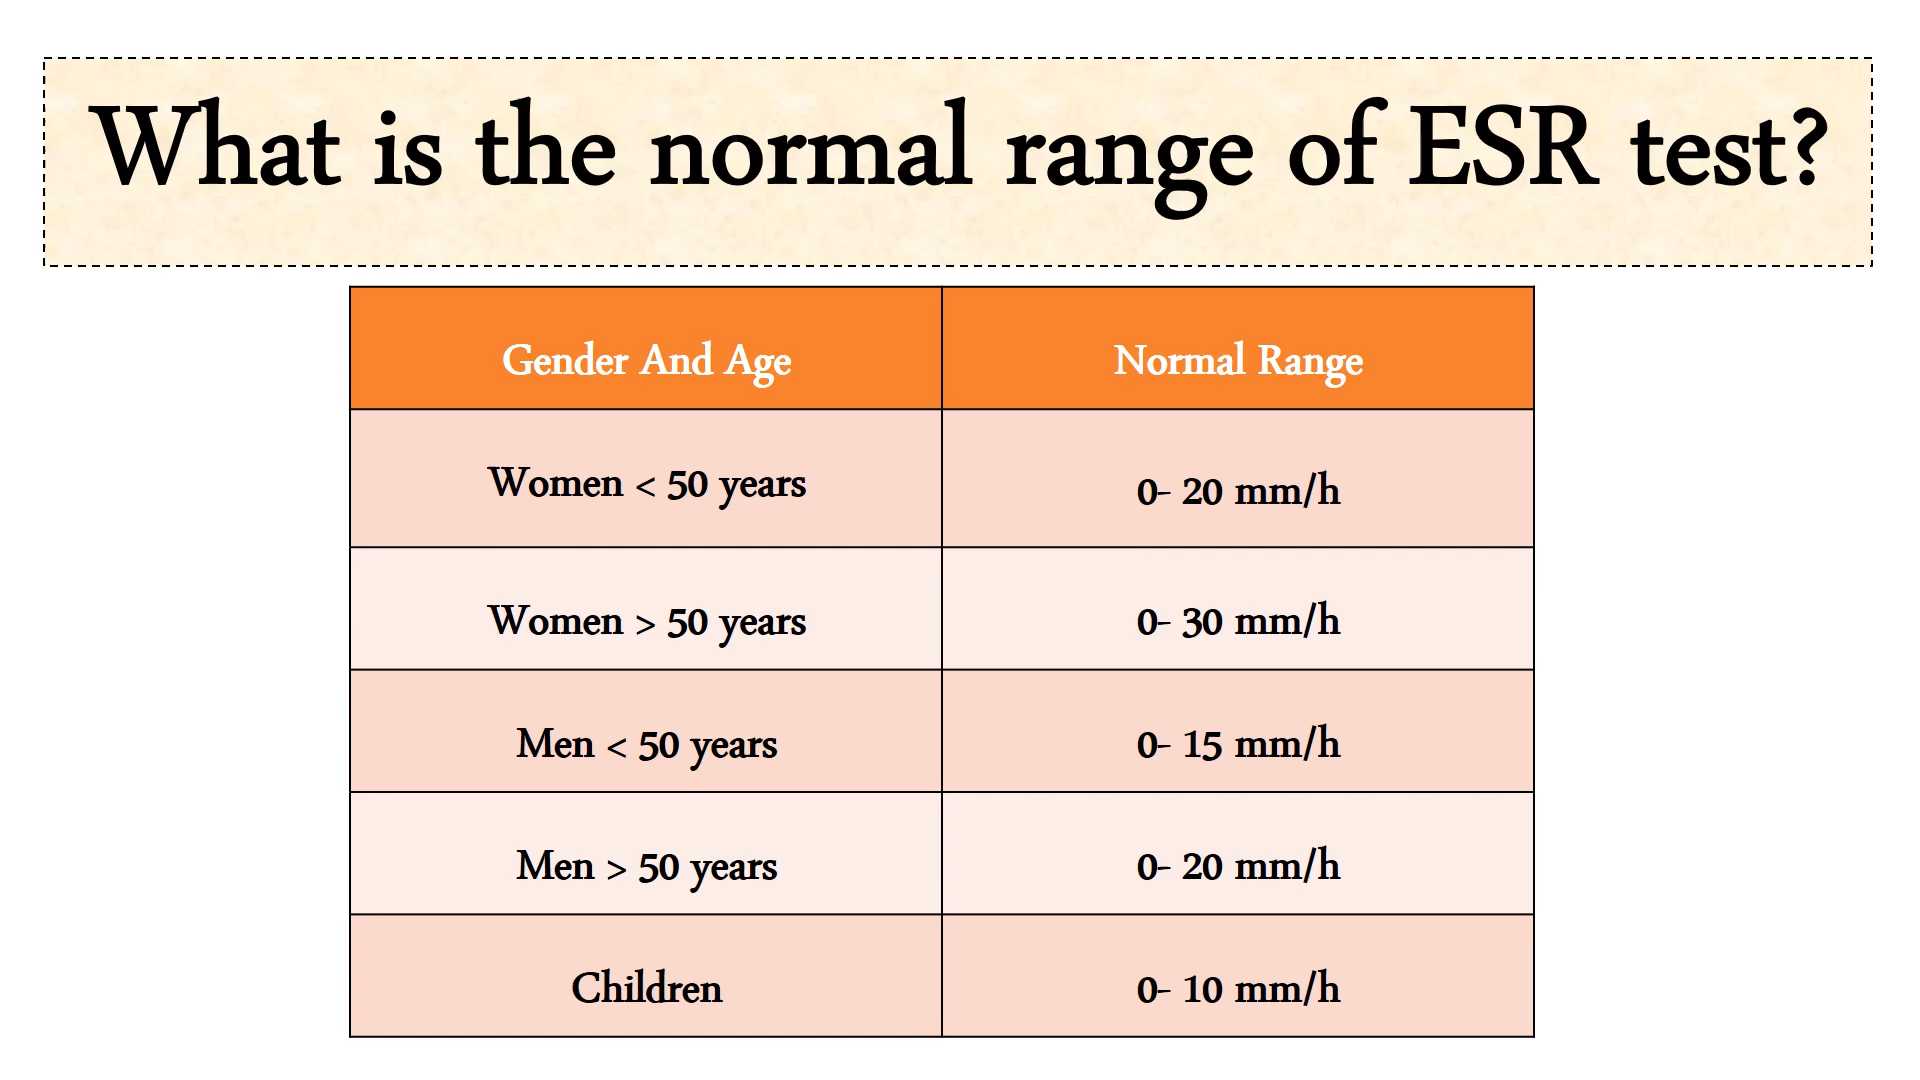 What is the normal range of ESR test?
Gender And Age Normal Range
Women < 50 years 0- 20 mm/h
Women > 50 years 0- 30 mm/h
Men < 50 years 0- 15 mm/h
Men > 50 years 0- 20 mm/h
Children 0- 10 mm/h